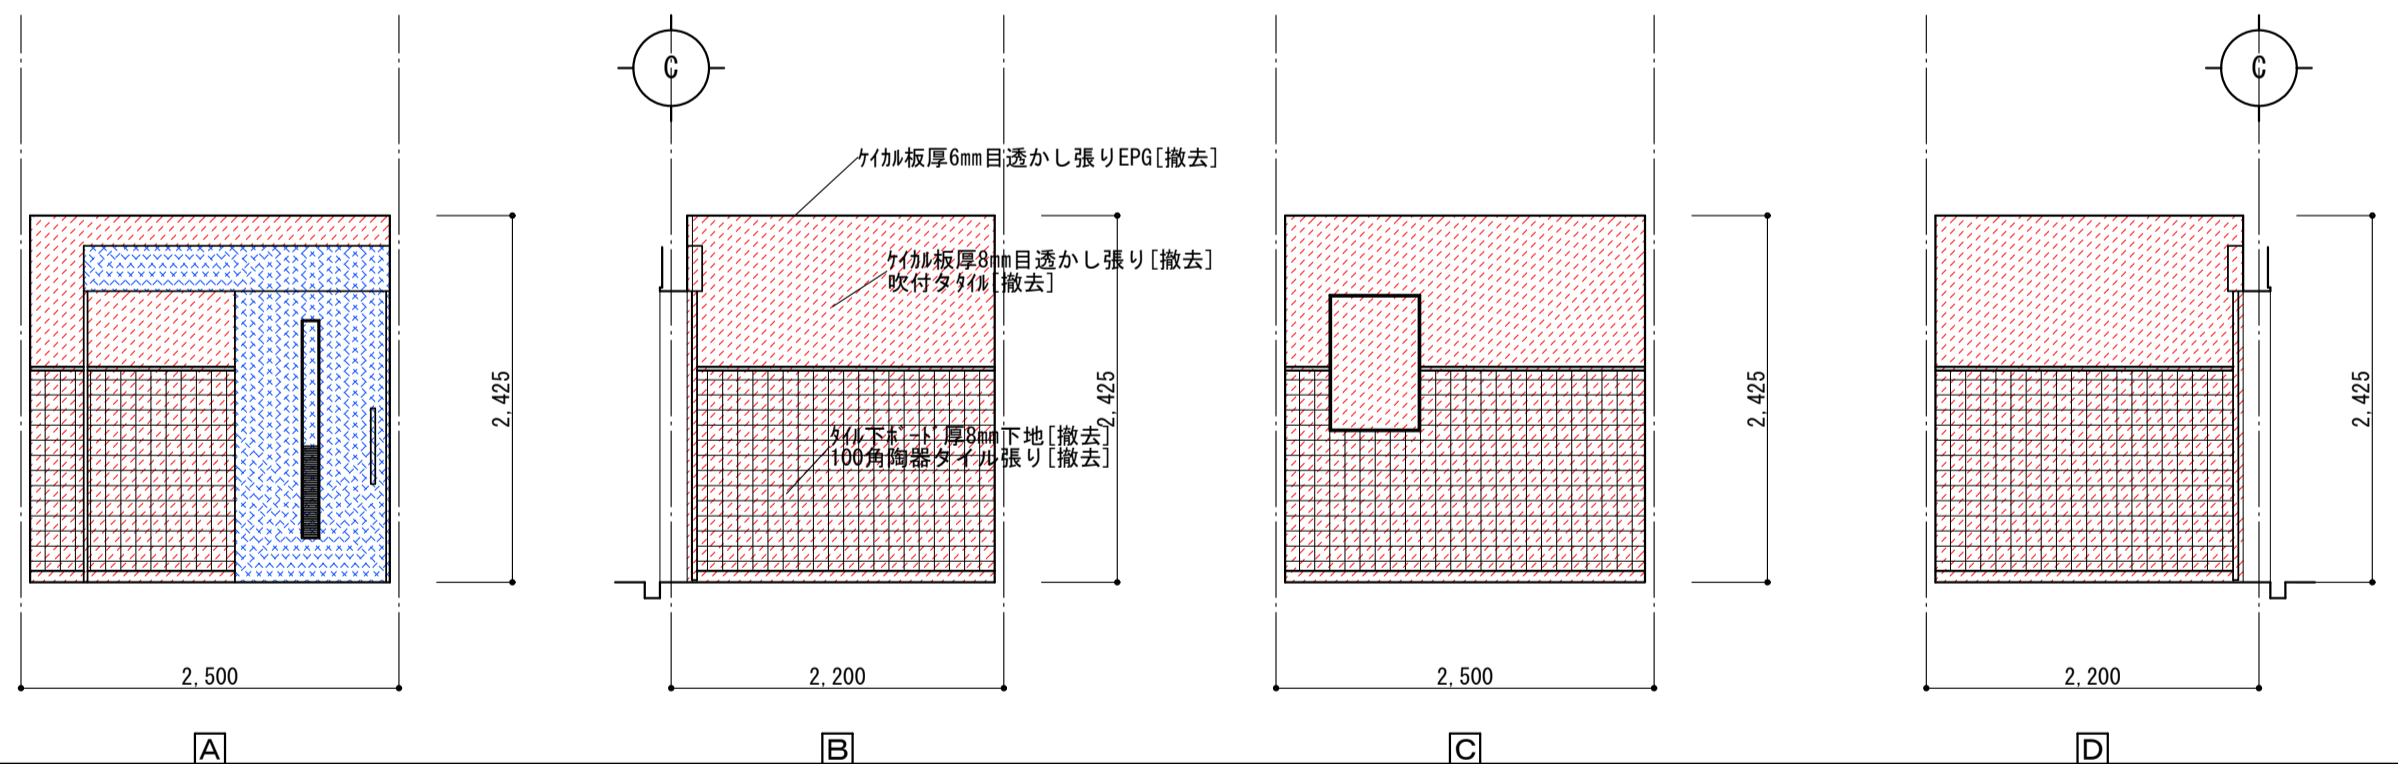 C
C
ｹｲｶﾙ板厚6mm目透かし張りEPG[撤去]
ｹｲｶﾙ板厚8mm目透かし張り[撤去]
吹付タﾀｲﾙ[撤去]
ﾀｲﾙ下ﾎﾞｰﾄﾞ厚8mm下地[撤去]
100角陶器タイル張り[撤去]
2,425
2,425
2,425
2,425
2,500
2,200
2,500
2,200
A
B
C
D